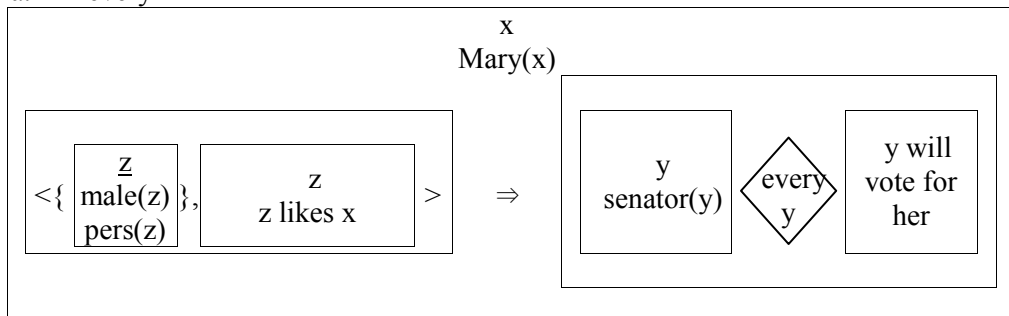 x
Mary(x)
<{ z male(z) pers(z) }, z z likes x > ⇒ y senator(y) every y y will vote for her